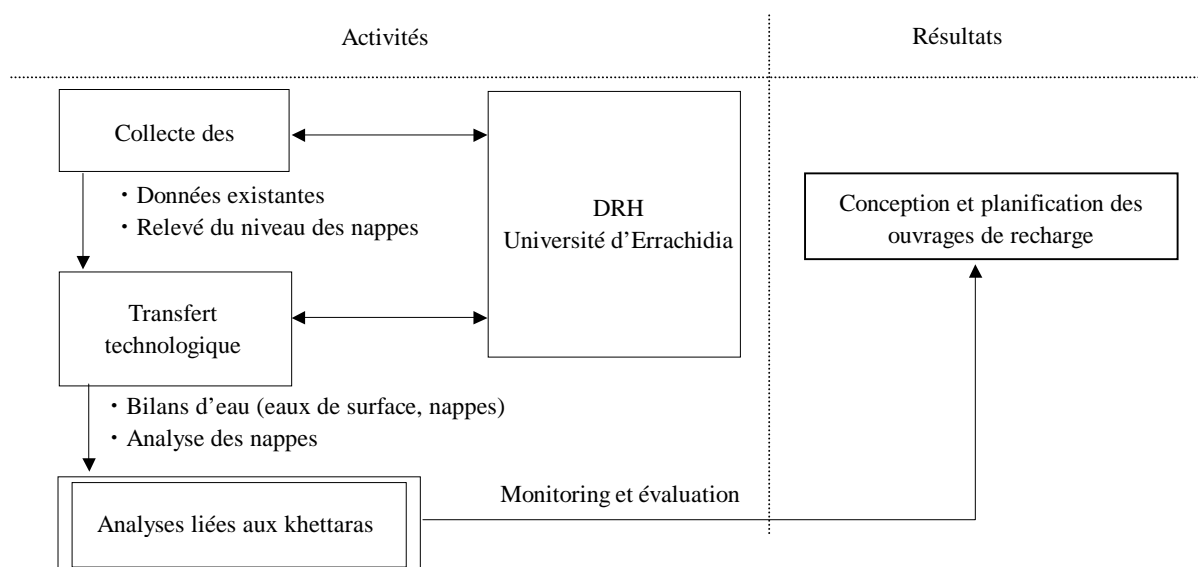 Activités
Résultats
Collecte des
・Données existantes
・Relevé du niveau des nappes
DRH
Université d’Errachidia
Conception et planification des
ouvrages de recharge
Transfert
technologique
・Bilans d’eau (eaux de surface, nappes)
・Analyse des nappes
Monitoring et évaluation
Analyses liées aux khettaras